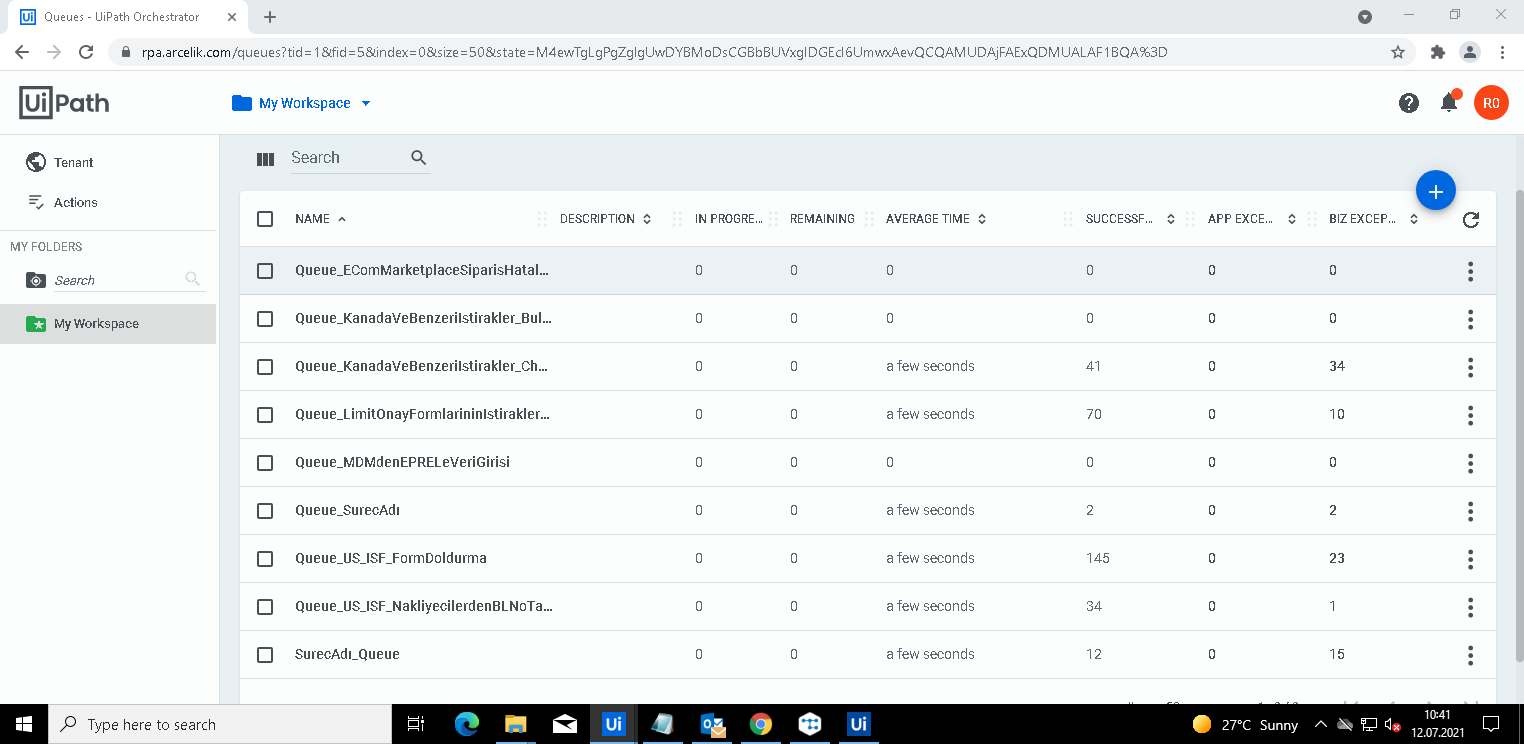 Queues - UiPath Orchestrator
rpa.arcelik.com/queues?tid=1&fid=5&index=0&size=50&state=
UiPath
My Workspace
R0
Tenant
Actions
MY FOLDERS
Search
My Workspace
Search
NAME DESCRIPTION IN PROGRE... REMAINING AVERAGE TIME SUCCESSF... APP EXCE... BIZ EXCEP...
Queue_EComMarketplaceSiparisHatal... 0 0 0 0 0 0
Queue_KanadaVeBenzeriIstirakler_Bul... 0 0 0 0 0 0
Queue_KanadaVeBenzeriIstirakler_Ch... 0 0 a few seconds 41 0 34
Queue_LimitOnayFormlarininIstirakler... 0 0 a few seconds 70 0 10
Queue_MDMdenEPRELeVeriGirisi 0 0 0 0 0 0
Queue_SurecAdı 0 0 a few seconds 2 0 2
Queue_US_ISF_FormDoldurma 0 0 a few seconds 145 0 23
Queue_US_ISF_NakliyecilerdenBLNoTa... 0 0 a few seconds 34 0 1
SurecAdı_Queue 0 0 a few seconds 12 0 15
Type here to search
Ui
Ui
27°C Sunny
10:41
12.07.2021